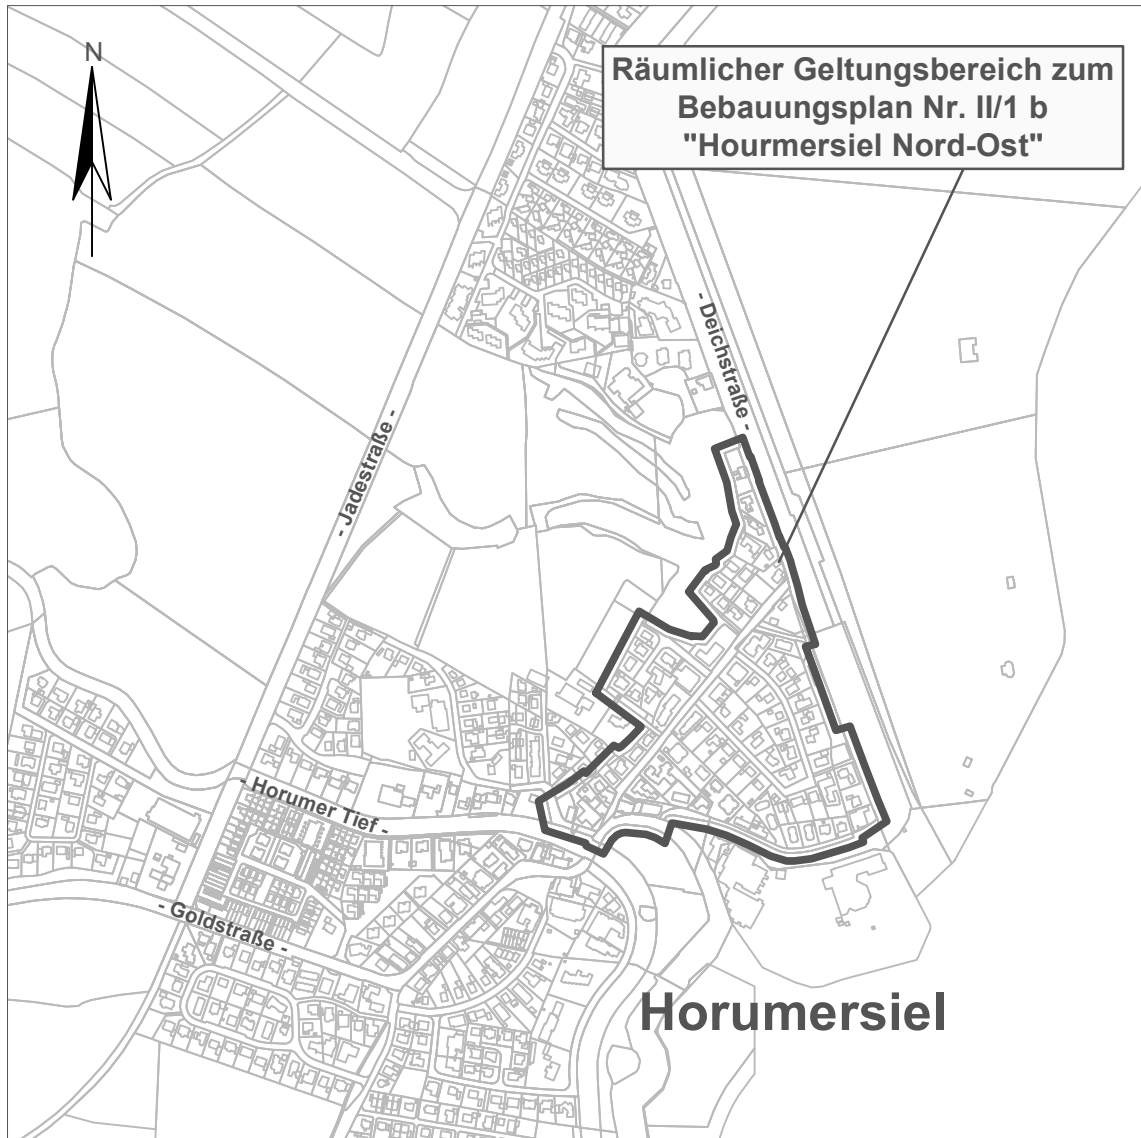 N
Räumlicher Geltungsbereich zum
Bebauungsplan Nr. II/1 b
"Hourmersiel Nord-Ost"
- Deichstraße -
- Jadestraße -
- Horumer Tief -
- Goldstraße -
Horumersiel